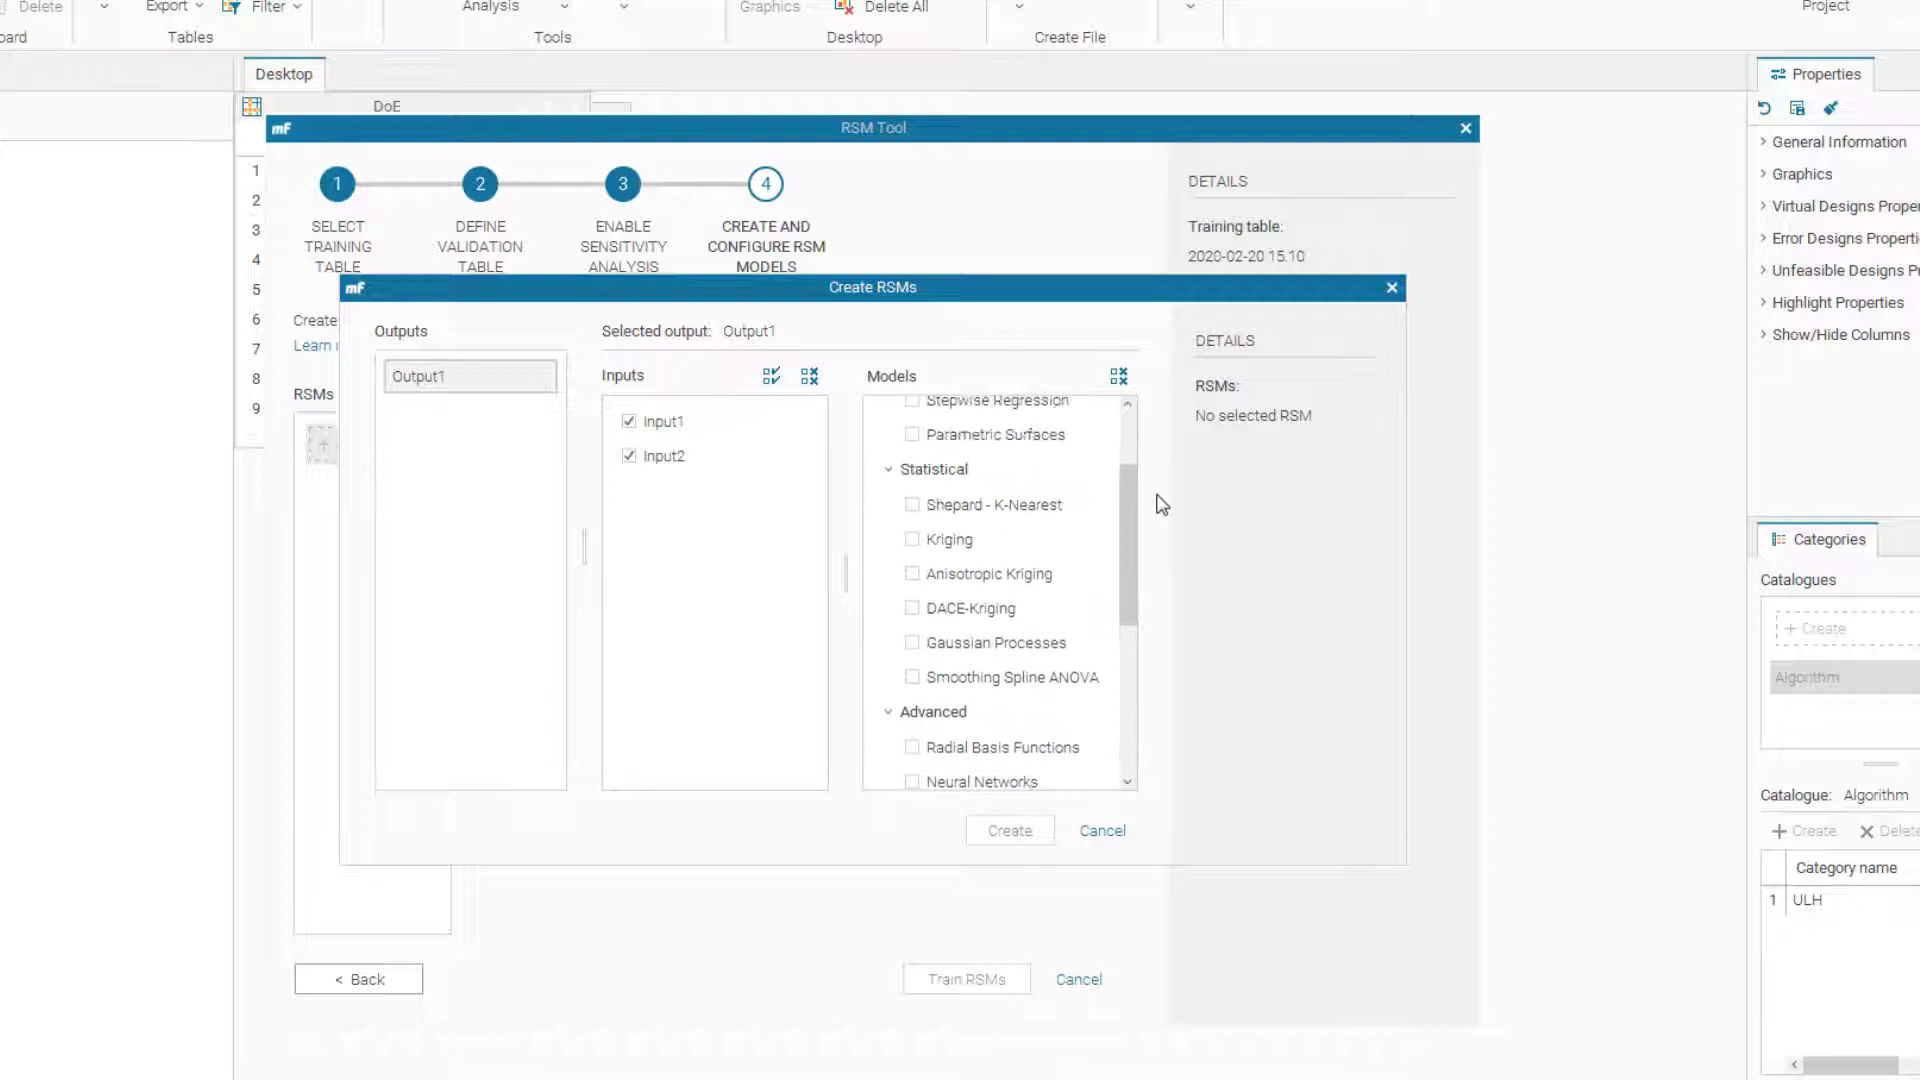 Delete
Export
Filter
Analysis
Graphics
Delete All
Project
oard
Tables
Tools
Desktop
Create File
Desktop
DoE
Properties
mF
RSM Tool
1
2
3
4
5
6
7
8
9
1
2
3
4
SELECT TRAINING TABLE
DEFINE VALIDATION TABLE
ENABLE SENSITIVITY ANALYSIS
CREATE AND CONFIGURE RSM MODELS
DETAILS
Training table:
2020-02-20 15.10
Create
Learn
RSMs
mF
Create RSMs
Outputs
Output1
Selected output: Output1
Inputs
Input1
Input2
Models
Stepwise Regression
Parametric Surfaces
Statistical
Shepard - K-Nearest
Kriging
Anisotropic Kriging
DACE-Kriging
Gaussian Processes
Smoothing Spline ANOVA
Advanced
Radial Basis Functions
Neural Networks
Create
Cancel
DETAILS
RSMs:
No selected RSM
< Back
Train RSMs
Cancel
General Information
Graphics
Virtual Designs Proper
Error Designs Properti
Unfeasible Designs P
Highlight Properties
Show/Hide Columns
Categories
Catalogues
+ Create
Algorithm
Catalogue: Algorithm
+ Create
Delete
Category name
1 ULH